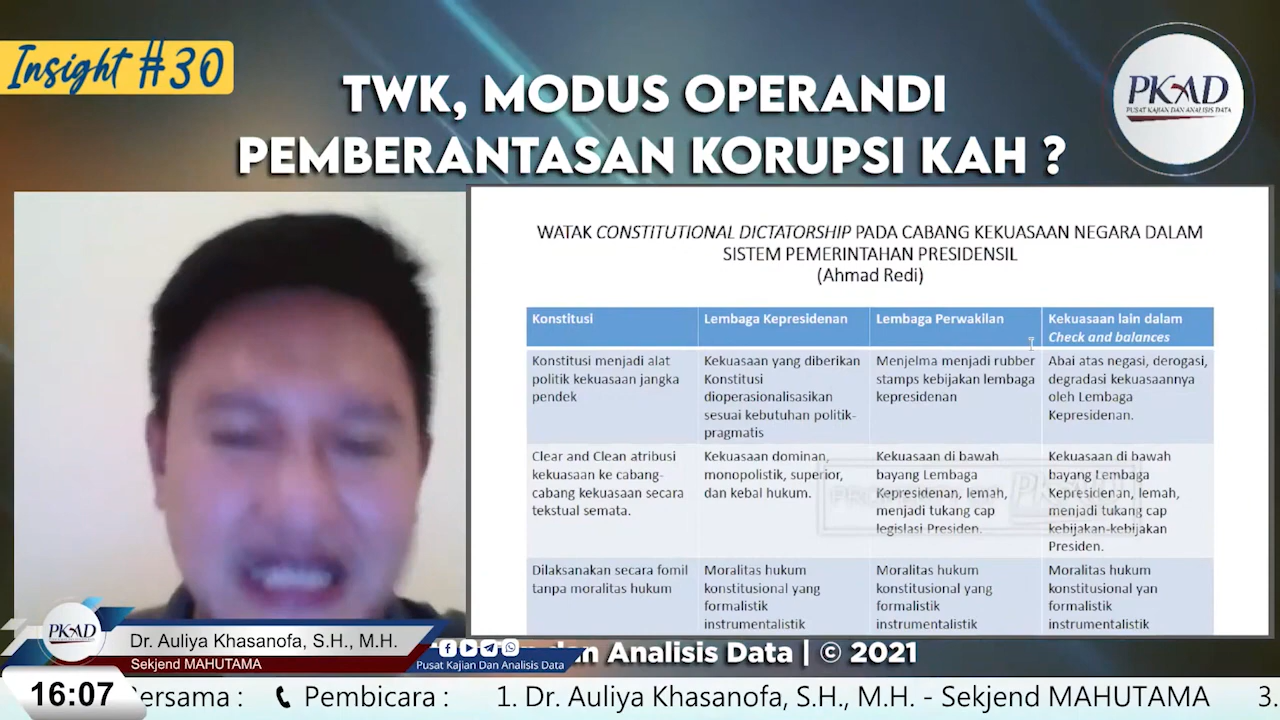 Insight #30
TWK, MODUS OPERANDI
PEMBERANTASAN KORUPSI KAH ?
PKAD
PUSAT KAJIAN DAN ANALISIS DATA
WATAK CONSTITUTIONAL DICTATORSHIP PADA CABANG KEKUASAAN NEGARA DALAM
SISTEM PEMERINTAHAN PRESIDENSIL
(Ahmad Redi)
Konstitusi
Lembaga Kepresidenan
Lembaga Perwakilan
Kekuasaan lain dalam
Check and balances
Konstitusi menjadi alat
politik kekuasaan jangka
pendek
Kekuasaan yang diberikan
Konstitusi
dioperasionalisasikan
sesuai kebutuhan politik-
pragmatis
Menjelma menjadi rubber
stamps kebijakan lembaga
kepresidenan
Abai atas negasi, derogasi,
degradasi kekuasaannya
oleh Lembaga
Kepresidenan.
Clear and Clean atribusi
kekuasaan ke cabang-
cabang kekuasaan secara
tekstual semata.
Kekuasaan dominan,
monopolistik, superior,
dan kebal hukum.
Kekuasaan di bawah
bayang Lembaga
Kepresidenan, lemah,
menjadi tukang cap
legislasi Presiden.
Kekuasaan di bawah
bayang Lembaga
Kepresidenan, lemah,
menjadi tukang cap
kebijakan-kebijakan
Presiden.
Dilaksanakan secara fomil
tanpa moralitas hukum
Moralitas hukum
konstitusional yang
formalistik
instrumentalistik
Moralitas hukum
konstitusional yang
formalistik
instrumentalistik
Moralitas hukum
konstitusional yan
formalistik
instrumentalistik
PKAD
Dr. Auliya Khasanofa, S.H., M.H.
Sekjend MAHUTAMA
Pusat Kajian Dan Analisis Data
Analisis Data | © 2021
16:07
ersama : Pembicara : 1. Dr. Auliya Khasanofa, S.H., M.H. - Sekjend MAHUTAMA 3.